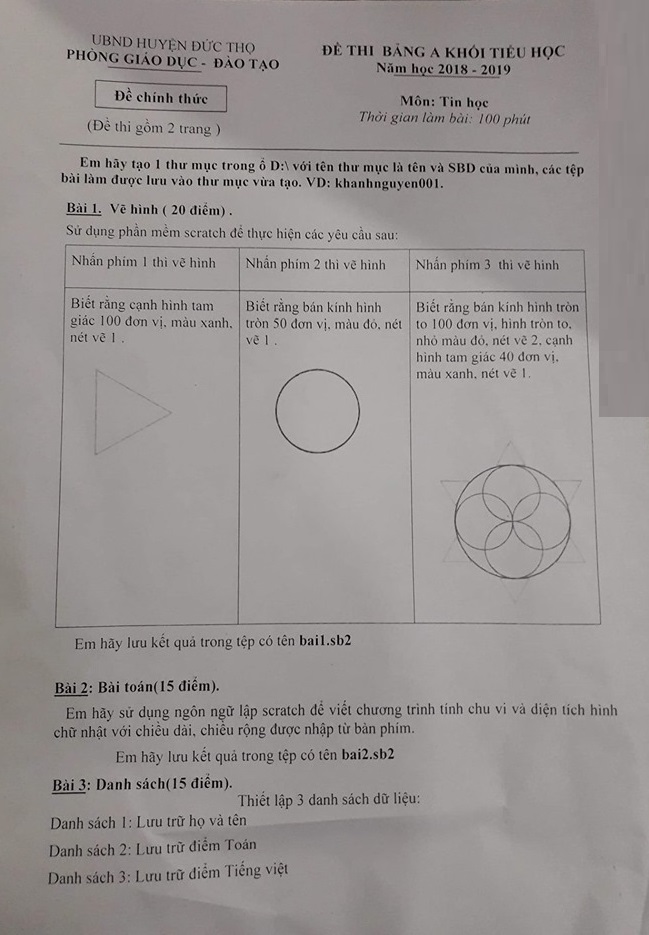 UBND HUYỆN ĐỨC THỌ
PHÒNG GIÁO DỤC - ĐÀO TẠO
Đề chính thức
(Đề thi gồm 2 trang )
ĐỀ THI BẢNG A KHỐI TIỂU HỌC
Năm học 2018 - 2019
Môn: Tin học
Thời gian làm bài: 100 phút
Em hãy tạo 1 thư mục trong ổ D:\ với tên thư mục là tên và SBD của mình, các tệp
bài làm được lưu vào thư mục vừa tạo. VD: khanhnguyen001.
Bài 1. Vẽ hình ( 20 điểm) .
Sử dụng phần mềm scratch để thực hiện các yêu cầu sau:
Nhấn phím 1 thì vẽ hình
Nhấn phím 2 thì vẽ hình
Nhấn phím 3 thì vẽ hình
Biết rằng cạnh hình tam
giác 100 đơn vị, màu xanh,
nét vẽ 1 .
Biết rằng bán kính hình
tròn 50 đơn vị, màu đỏ, nét
vẽ 1 .
Biết rằng bán kính hình tròn
to 100 đơn vị, hình tròn to,
nhỏ màu đỏ, nét vẽ 2, cạnh
hình tam giác 40 đơn vị,
màu xanh, nét vẽ 1.
Em hãy lưu kết quả trong tệp có tên bai1.sb2
Bài 2: Bài toán(15 điểm).
Em hãy sử dụng ngôn ngữ lập scratch để viết chương trình tính chu vi và diện tích hình
chữ nhật với chiều dài, chiều rộng được nhập từ bàn phím.
Em hãy lưu kết quả trong tệp có tên bai2.sb2
Bài 3: Danh sách(15 điểm).
Thiết lập 3 danh sách dữ liệu:
Danh sách 1: Lưu trữ họ và tên
Danh sách 2: Lưu trữ điểm Toán
Danh sách 3: Lưu trữ điểm Tiếng việt